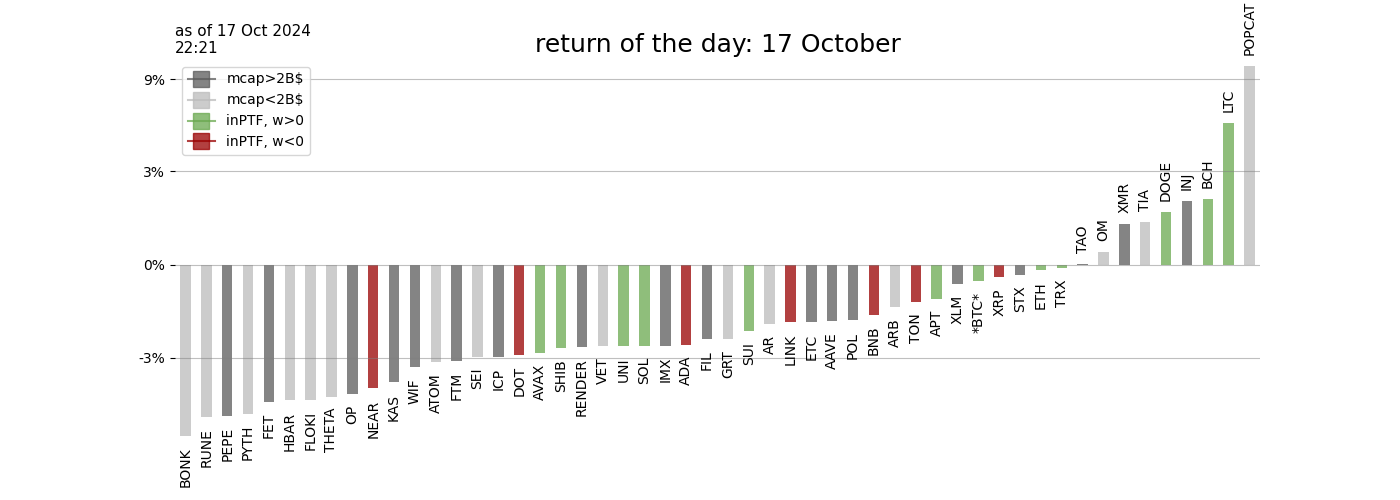 as of 17 Oct 2024
22:21
return of the day: 17 October
mcap>2B$
mcap<2B$
inPTF, w>0
inPTF, w<0
9%
3%
0%
-3%
BONK
RUNE
PEPE
PYTH
FET
HBAR
FLOKI
THETA
OP
NEAR
KAS
WIF
ATOM
FTM
SEI
ICP
DOT
AVAX
SHIB
RENDER
VET
UNI
SOL
IMX
ADA
FIL
GRT
SUI
AR
LINK
ETC
AAVE
POL
BNB
ARB
TON
APT
XLM
*BTC*
XRP
STX
ETH
TRX
TAO
OM
XMR
TIA
DOGE
INJ
BCH
LTC
POPCAT